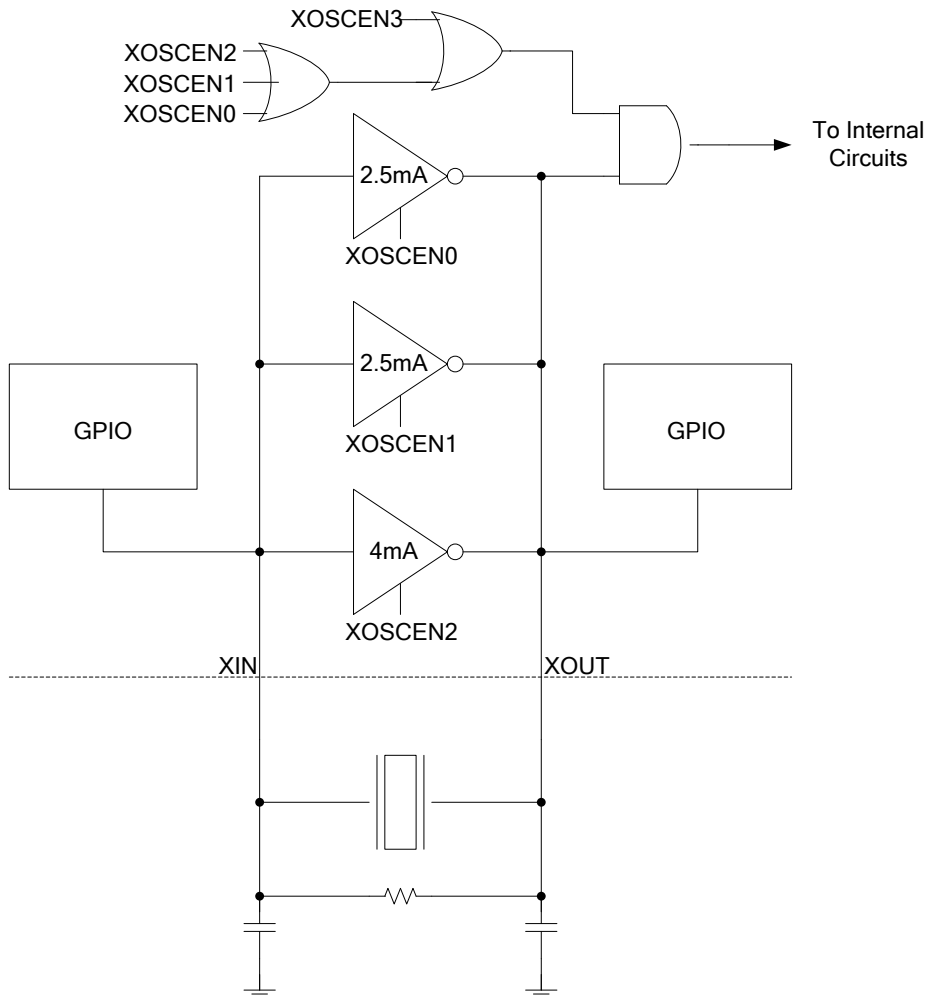 XOSCEN3
XOSCEN2
XOSCEN1
XOSCEN0
To Internal
Circuits
2.5mA
XOSCEN0
2.5mA
XOSCEN1
GPIO
GPIO
4mA
XOSCEN2
XIN
XOUT